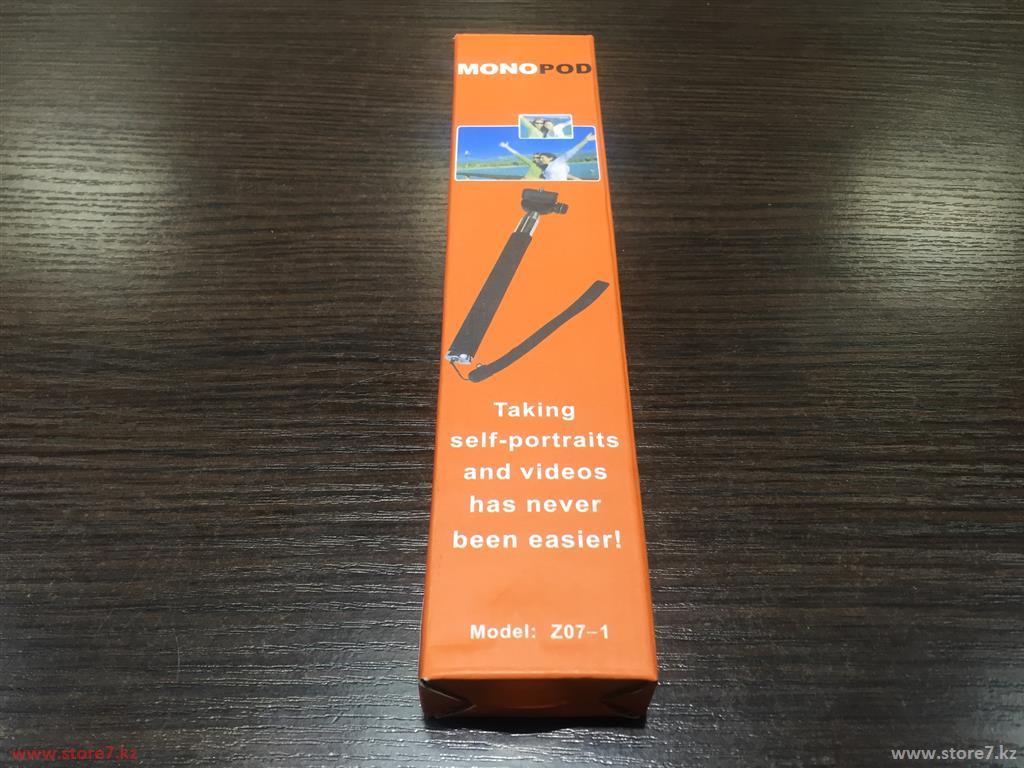 MONOPOD
Taking
self-portraits
and videos
has never
been easier!
Model: Z07-1
www.store7.kz
www.store7.kz